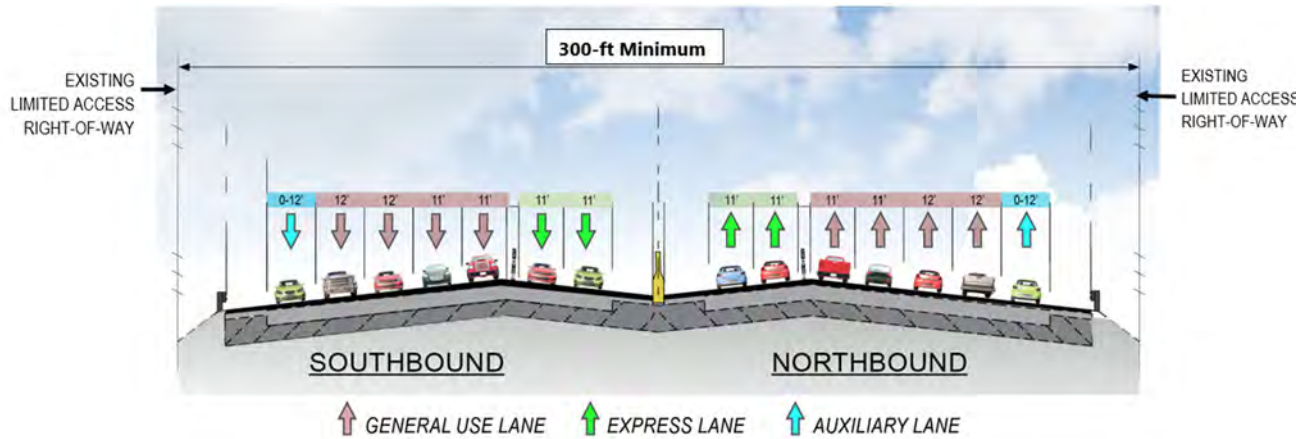 300-ft Minimum
EXISTING
LIMITED ACCESS
RIGHT-OF-WAY
EXISTING
LIMITED ACCESS
RIGHT-OF-WAY
0-12' 12' 12' 11' 11' 11' 11' 11' 11' 11' 11' 12' 12' 0-12'
SOUTHBOUND NORTHBOUND
GENERAL USE LANE EXPRESS LANE AUXILIARY LANE